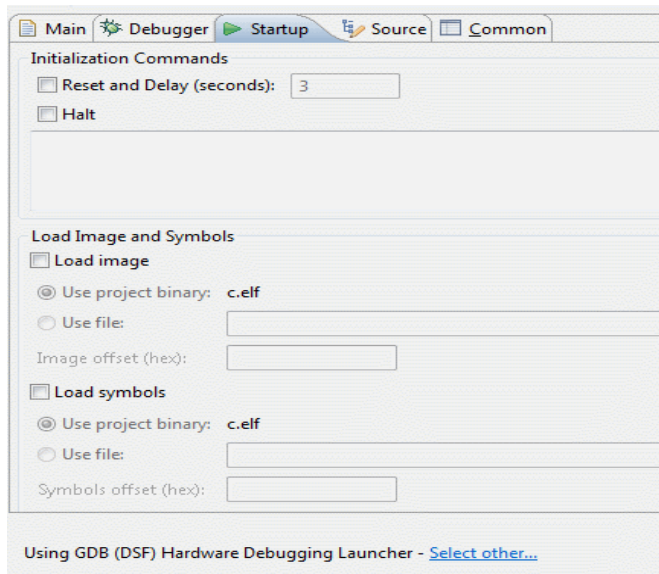 Main Debugger Startup Source Common
Initialization Commands
Reset and Delay (seconds): 3
Halt
Load Image and Symbols
Load image
Use project binary: c.elf
Use file:
Image offset (hex):
Load symbols
Use project binary: c.elf
Use file:
Symbols offset (hex):
Using GDB (DSF) Hardware Debugging Launcher - Select other...